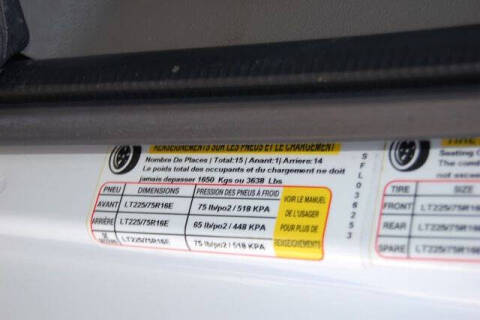 RENSEIGNEMENTS SUR LES PNEUS ET LE CHARGEMENT
Nombre De Places | Total:15 | Anant:1| Arriere:14
Le poids total des occupants et du chargement ne doit
jamais depasser 1650 Kgs ou 3638 Lbs
PNEU DIMENSIONS PRESSION DES PNEUS À FROID
AVANT LT225/75R16E 75 lb/po2 / 518 KPA
ARRIÈRE LT225/75R16E 65 lb/po2 / 448 KPA
DE LT225/75R16E 75 lb/po2 / 518 KPA
VOIR LE MANUEL
DE L'USAGER
POUR PLUS DE
RENSEIGNEMENTS
SFL036253
TIRE
Seating
The com
not exce
TIRE SIZE
FRONT LT225/75R16
REAR LT225/75R16
SPARE LT225/75R16